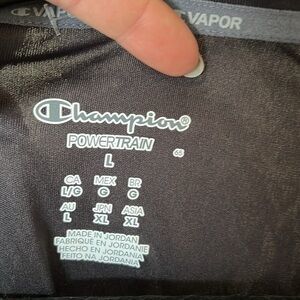 VAPOR
VAPOR
Champion®
POWERTRAIN
L
CA MEX BR
L/G G G
AU JPN ASIA
L XL XL
MADE IN JORDAN
FABRIQUÉ EN JORDANIE
HECHO EN JORDANIA
FEITO NA JORDÂNIA